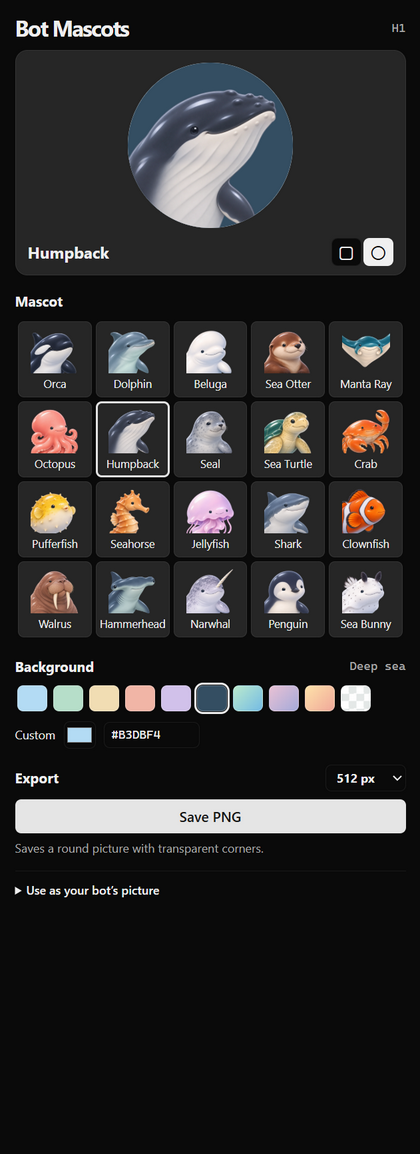 Bot Mascots
H1
Humpback
Mascot
Orca Dolphin Beluga Sea Otter Manta Ray
Octopus Humpback Seal Sea Turtle Crab
Pufferfish Seahorse Jellyfish Shark Clownfish
Walrus Hammerhead Narwhal Penguin Sea Bunny
Background
Deep sea
Custom #B3DBF4
Export
512 px
Save PNG
Saves a round picture with transparent corners.
Use as your bot's picture